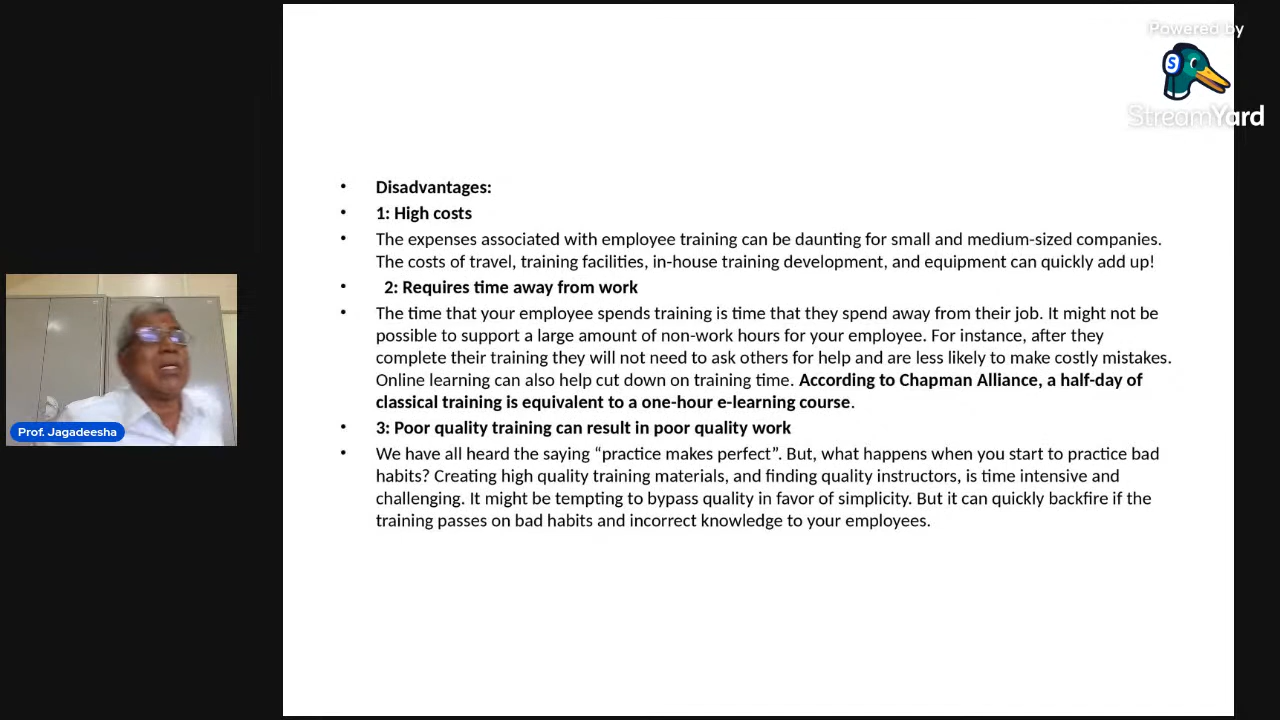 Powered by
StreamYard
Disadvantages:
1: High costs
The expenses associated with employee training can be daunting for small and medium-sized companies.
The costs of travel, training facilities, in-house training development, and equipment can quickly add up!
2: Requires time away from work
The time that your employee spends training is time that they spend away from their job. It might not be
possible to support a large amount of non-work hours for your employee. For instance, after they
complete their training they will not need to ask others for help and are less likely to make costly mistakes.
Online learning can also help cut down on training time. According to Chapman Alliance, a half-day of
classical training is equivalent to a one-hour e-learning course.
3: Poor quality training can result in poor quality work
We have all heard the saying “practice makes perfect”. But, what happens when you start to practice bad
habits? Creating high quality training materials, and finding quality instructors, is time intensive and
challenging. It might be tempting to bypass quality in favor of simplicity. But it can quickly backfire if the
training passes on bad habits and incorrect knowledge to your employees.
Prof. Jagadeesha